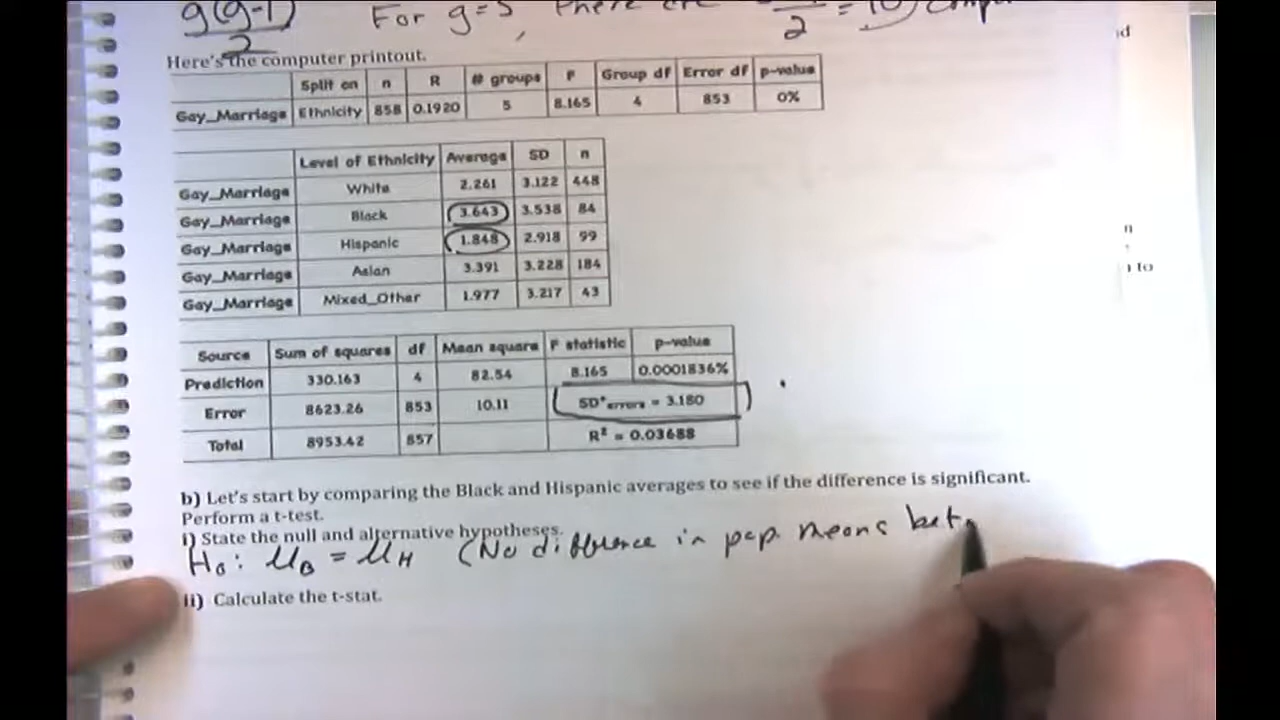 g(g-1) For g=5, there are = 10
2 2
Here's the computer printout.
Split on n R # groups F Group df Error df p-value
Gay_Marriage Ethnicity 858 0.1920 5 8.165 4 853 0%
Level of Ethnicity Average SD n
Gay_Marriage White 2.261 3.122 448
Gay_Marriage Black 3.643 3.538 84
Gay_Marriage Hispanic 1.848 2.918 99
Gay_Marriage Asian 3.391 3.228 184
Gay_Marriage Mixed_Other 1.977 3.217 43
Source Sum of squares df Mean square F statistic p-value
Prediction 330.163 4 82.54 8.165 0.0001836%
Error 8623.26 853 10.11 SD⁺errors = 3.180
Total 8953.42 857 R² = 0.03688
b) Let's start by comparing the Black and Hispanic averages to see if the difference is significant.
Perform a t-test.
i) State the null and alternative hypotheses.
H₀: μB = μH (No difference in pop. means betw
ii) Calculate the t-stat.